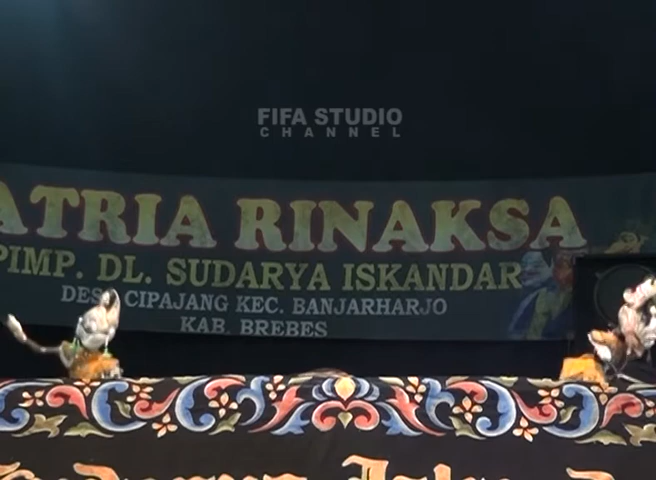 FIFA STUDIO
CHANNEL
ATRIA RINAKSA
PIMP. DL. SUDARYA ISKANDAR
DESA CIPAJANG KEC. BANJARHARJO
KAB. BREBES